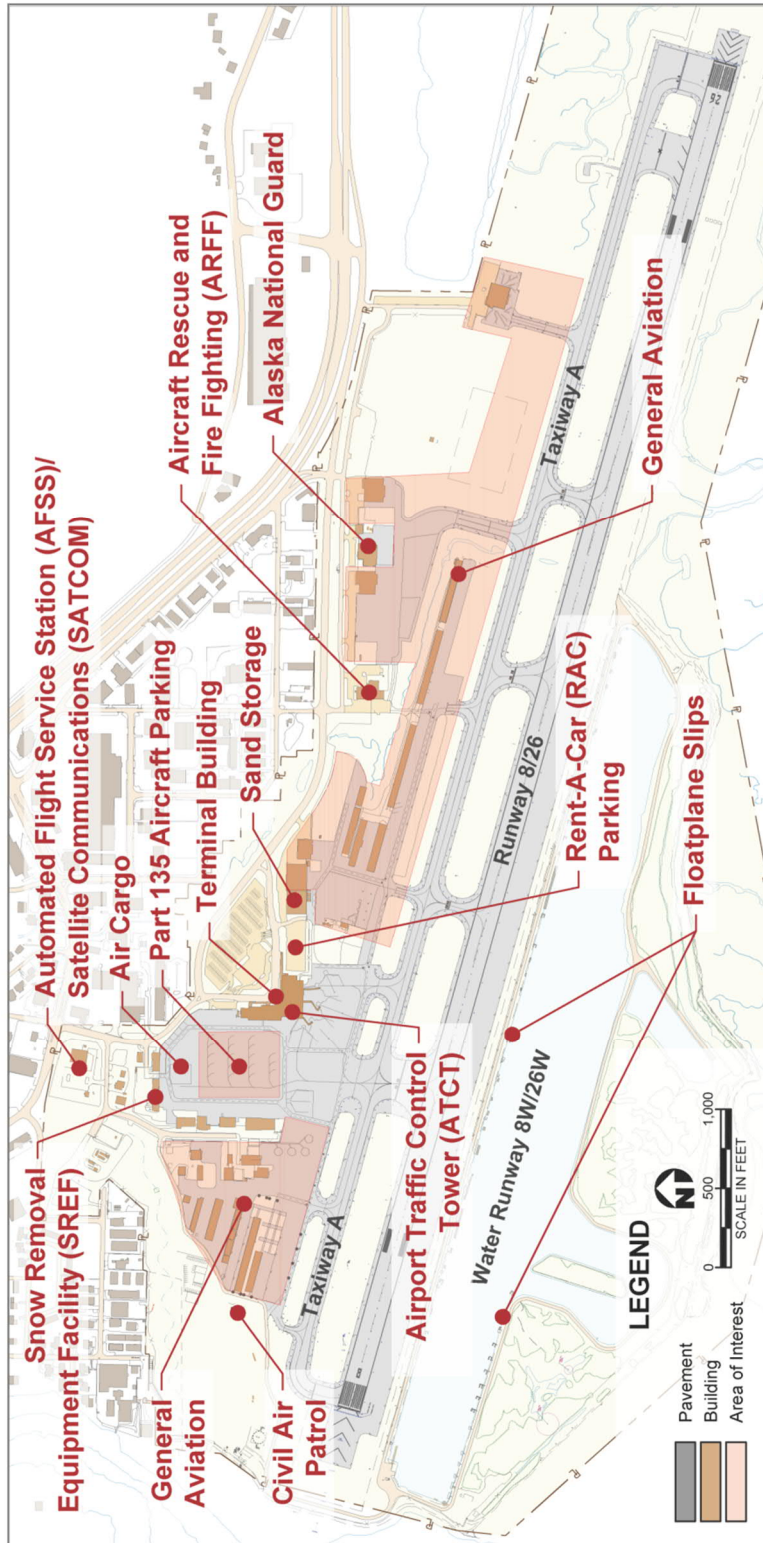 Automated Flight Service Station (AFSS)/
Satellite Communications (SATCOM)
Air Cargo
Part 135 Aircraft Parking
Terminal Building
Sand Storage
Aircraft Rescue and
Fire Fighting (ARFF)
Alaska National Guard
Snow Removal
Equipment Facility (SREF)
General
Aviation
Civil Air
Patrol
Taxiway A
Airport Traffic Control
Tower (ATCT)
Water Runway 8W/26W
Runway 8/26
Rent-A-Car (RAC)
Parking
Floatplane Slips
Taxiway A
General Aviation
8
26
LEGEND
Pavement
Building
Area of Interest
N
0 500 1,000
SCALE IN FEET